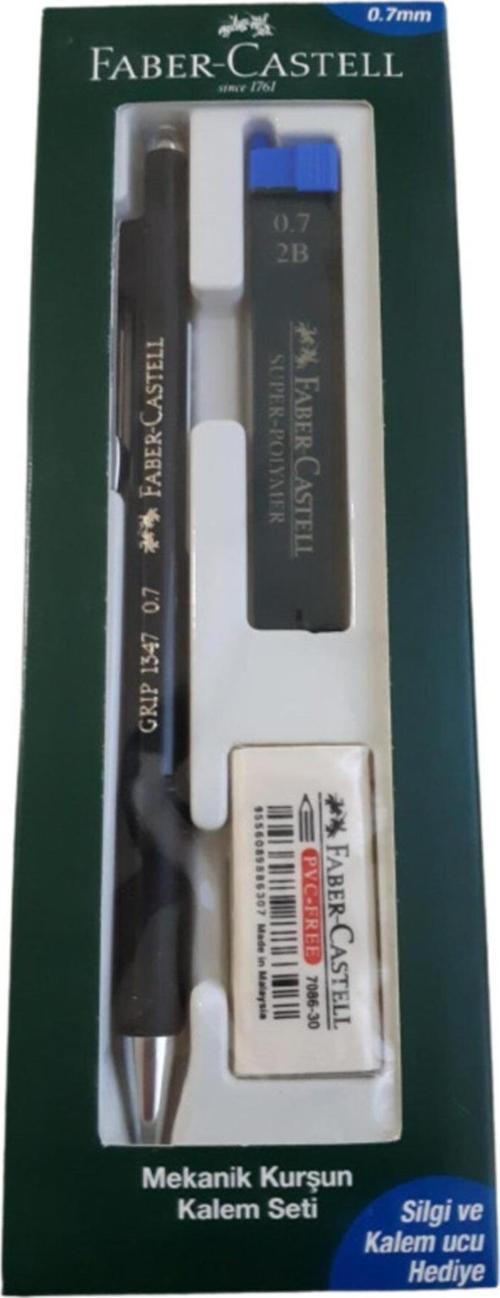 0.7mm
FABER-CASTELL
since 1761
GRIP 1347 0.7 FABER-CASTELL
0.7
2B
FABER-CASTELL
SUPER-POLYMER
FABER-CASTELL
PVC-FREE 7086-30
9556089886307 Made in Malaysia
Mekanik Kurşun
Kalem Seti
Silgi ve
Kalem ucu
Hediye